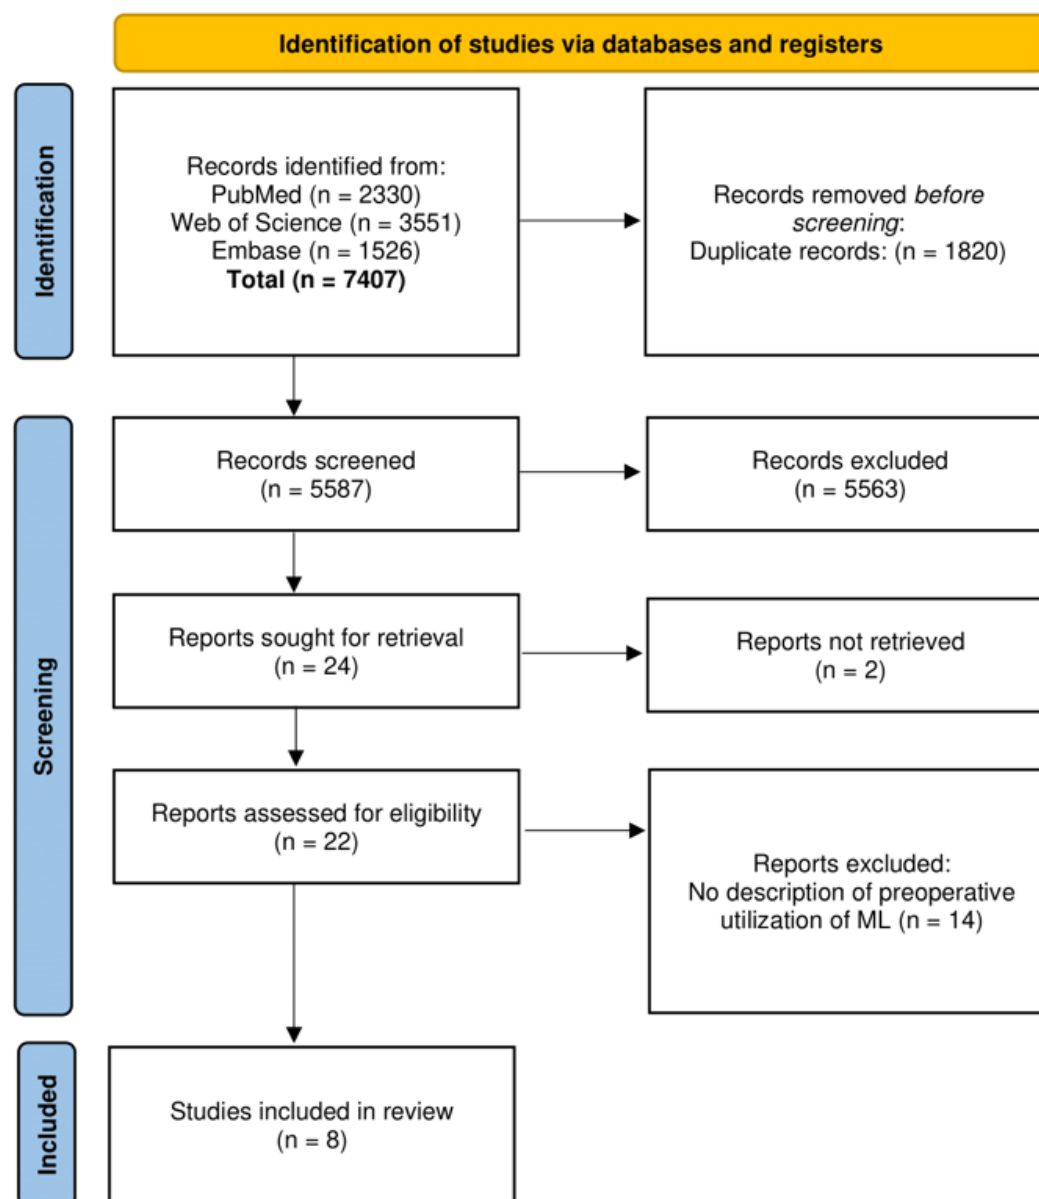 Identification of studies via databases and registers
Identification
Records identified from:
PubMed (n = 2330)
Web of Science (n = 3551)
Embase (n = 1526)
Total (n = 7407)
Records removed before
screening:
Duplicate records: (n = 1820)
Screening
Records screened
(n = 5587)
Records excluded
(n = 5563)
Reports sought for retrieval
(n = 24)
Reports not retrieved
(n = 2)
Reports assessed for eligibility
(n = 22)
Reports excluded:
No description of preoperative
utilization of ML (n = 14)
Included
Studies included in review
(n = 8)